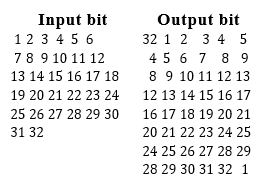 Input bit Output bit
1 2 3 4 5 6 32 1 2 3 4 5
7 8 9 10 11 12 4 5 6 7 8 9
13 14 15 16 17 18 8 9 10 11 12 13
19 20 21 22 23 24 12 13 14 15 16 17
25 26 27 28 29 30 16 17 18 19 20 21
31 32 20 21 22 23 24 25
24 25 26 27 28 29
28 29 30 31 32 1